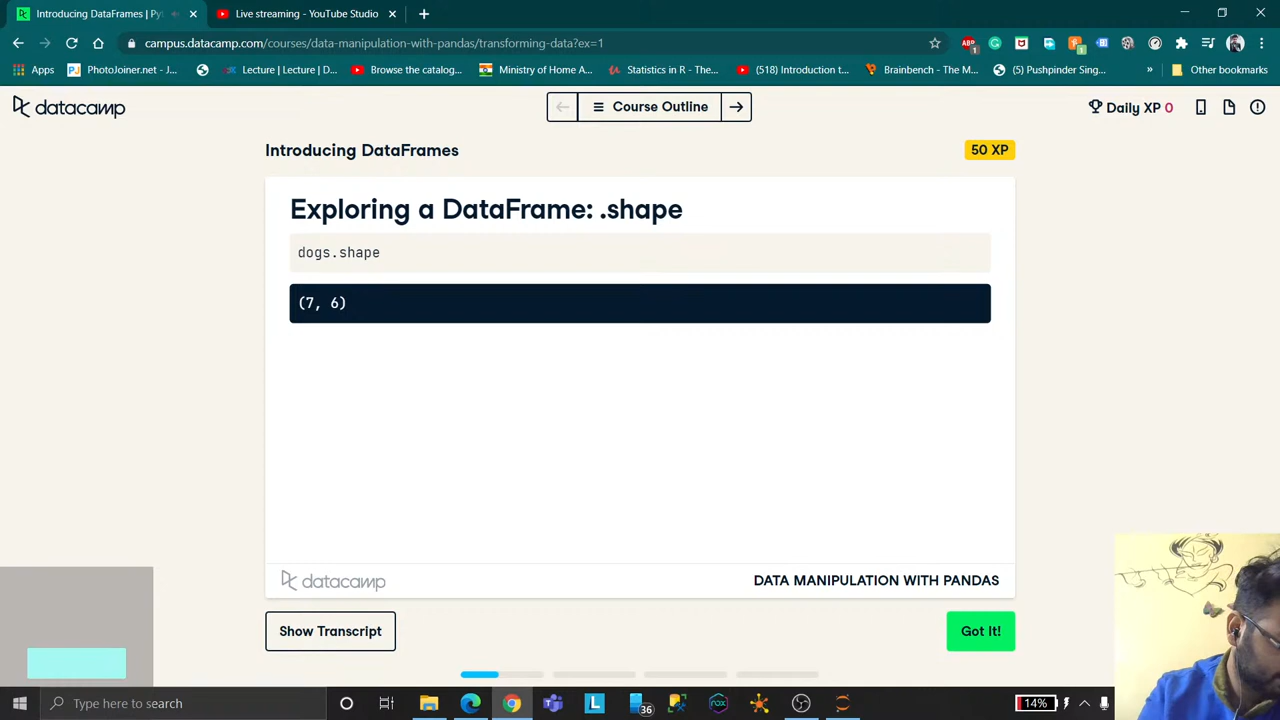 Introducing DataFrames | Py
Live streaming - YouTube Studio
campus.datacamp.com/courses/data-manipulation-with-pandas/transforming-data?ex=1
Apps
PhotoJoiner.net - J...
Lecture | Lecture | D...
Browse the catalog...
Ministry of Home A...
Statistics in R - The...
(518) Introduction t...
Brainbench - The M...
(5) Pushpinder Sing...
»
Other bookmarks
datacamp
Course Outline
Daily XP 0
Introducing DataFrames
50 XP
Exploring a DataFrame: .shape
dogs.shape
(7, 6)
datacamp
DATA MANIPULATION WITH PANDAS
Show Transcript
Got It!
Type here to search
36
14%